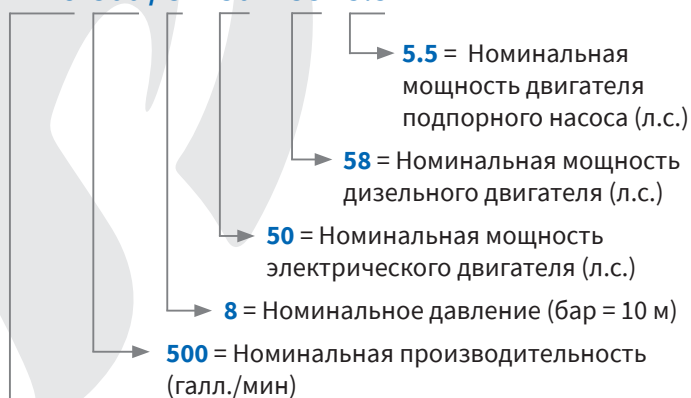 5.5 = Номинальная
мощность двигателя
подпорного насоса (л.с.)
58 = Номинальная мощность
дизельного двигателя (л.с.)
50 = Номинальная мощность
электрического двигателя (л.с.)
8 = Номинальное давление (бар = 10 м)
500 = Номинальная производительность
(галл./мин)